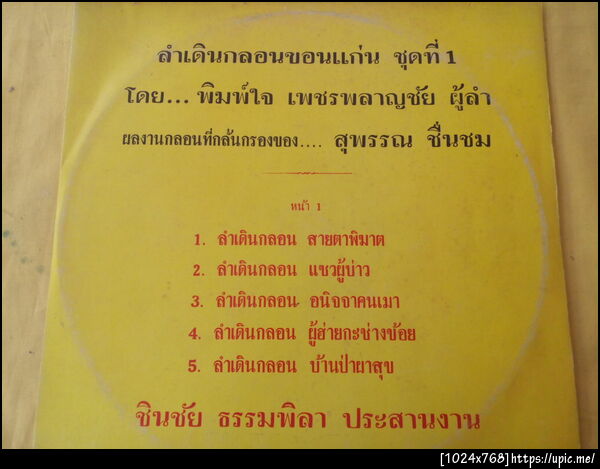 ลำเดินกลอนขอนแก่น ชุดที่ 1
โดย... พิมพ์ใจ เพชรพลาญชัย ผู้ลำ
ผลงานกลอนที่กลั่นกรองของ.... สุพรรณ ชื่นชม
หน้า 1
1. ลำเดินกลอน สายตาพิมาต
2. ลำเดินกลอน แซวผู้บ่าว
3. ลำเดินกลอน อนิจจาคนเมา
4. ลำเดินกลอน ผู้ฮ่ายกะช่างข้อย
5. ลำเดินกลอน บ้านป่าผาสุข
ชินชัย ธรรมพิลา ประสานงาน
[1024x768]https://upic.me/